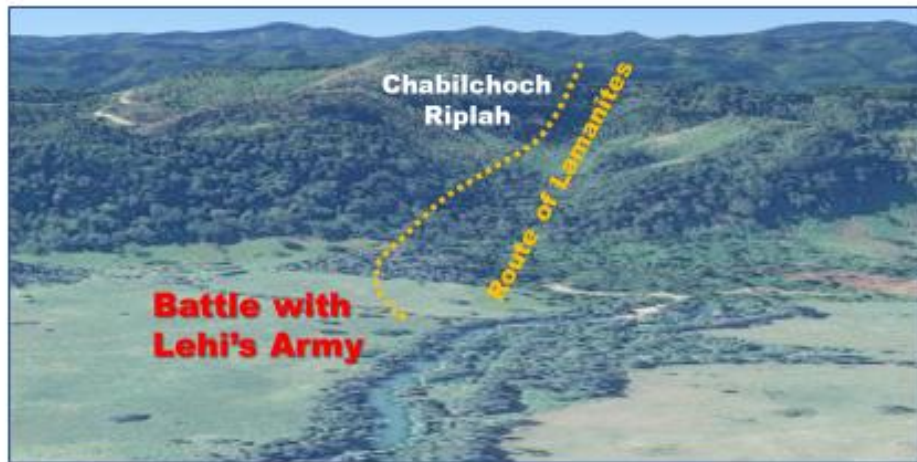 Chabilchoch
Riplah
Route of Lamanites
Battle with
Lehi's Army